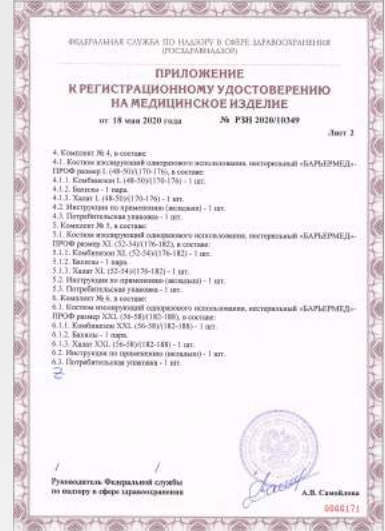 ФЕДЕРАЛЬНАЯ СЛУЖБА ПО НАДЗОРУ В СФЕРЕ ЗДРАВООХРАНЕНИЯ
(РОСЗДРАВНАДЗОР)
ПРИЛОЖЕНИЕ
К РЕГИСТРАЦИОННОМУ УДОСТОВЕРЕНИЮ
НА МЕДИЦИНСКОЕ ИЗДЕЛИЕ
от 18 мая 2020 года № РЗН 2020/10349
Лист 2
4. Комплект № 4, в составе:
4.1. Костюм изолирующий одноразового использования, нестерильный «БАРЬЕРМЕД»-
ПРОФ размер L (48-50)/(170-176), в составе:
4.1.1. Комбинезон L (48-50)/(170-176) - 1 шт.
4.1.2. Бахилы - 1 пара.
4.1.3. Халат L (48-50)/(170-176) - 1 шт.
4.2. Инструкция по применению (вкладыш) - 1 шт.
4.3. Потребительская упаковка - 1 шт.
5. Комплект № 5, в составе:
5.1. Костюм изолирующий одноразового использования, нестерильный «БАРЬЕРМЕД»-
ПРОФ размер XL (52-54)/(176-182), в составе:
5.1.1. Комбинезон XL (52-54)/(176-182) - 1 шт.
5.1.2. Бахилы - 1 пара.
5.1.3. Халат XL (52-54)/(176-182) - 1 шт.
5.2. Инструкция по применению (вкладыш) - 1 шт.
5.3. Потребительская упаковка - 1 шт.
6. Комплект № 6, в составе:
6.1. Костюм изолирующий одноразового использования, нестерильный «БАРЬЕРМЕД»-
ПРОФ размер XXL (56-58)/(182-188), в составе:
6.1.1. Комбинезон XXL (56-58)/(182-188) - 1 шт.
6.1.2. Бахилы - 1 пара.
6.1.3. Халат XXL (56-58)/(182-188) - 1 шт.
6.2. Инструкция по применению (вкладыш) - 1 шт.
6.3. Потребительская упаковка - 1 шт.
Руководитель Федеральной службы
по надзору в сфере здравоохранения
А.В. Самойлова
0066171